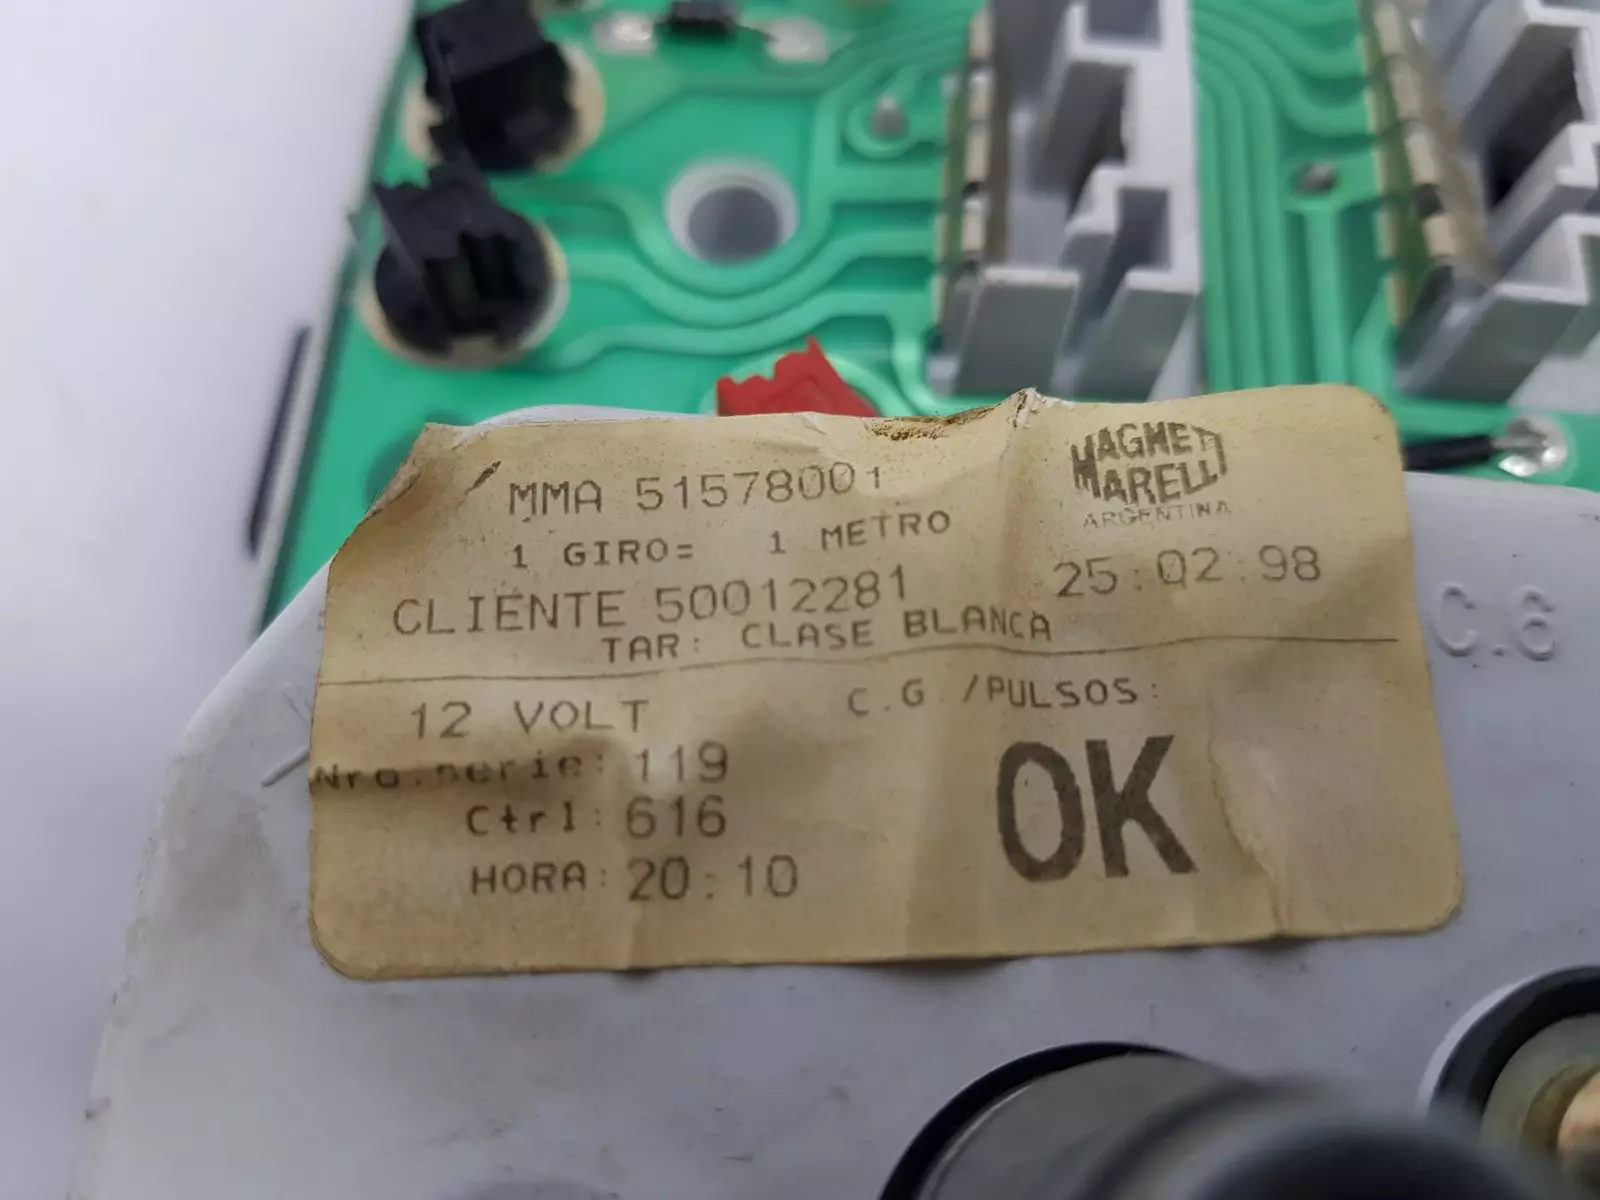 MMA 51578001
MAGNETI
MARELLI
ARGENTINA
1 GIRO= 1 METRO
CLIENTE 50012281
25:02:98
TAR: CLASE BLANCA
12 VOLT
C.G./PULSOS:
Nro.serie: 119
Ctrl: 616
HORA: 20:10
OK
C.6